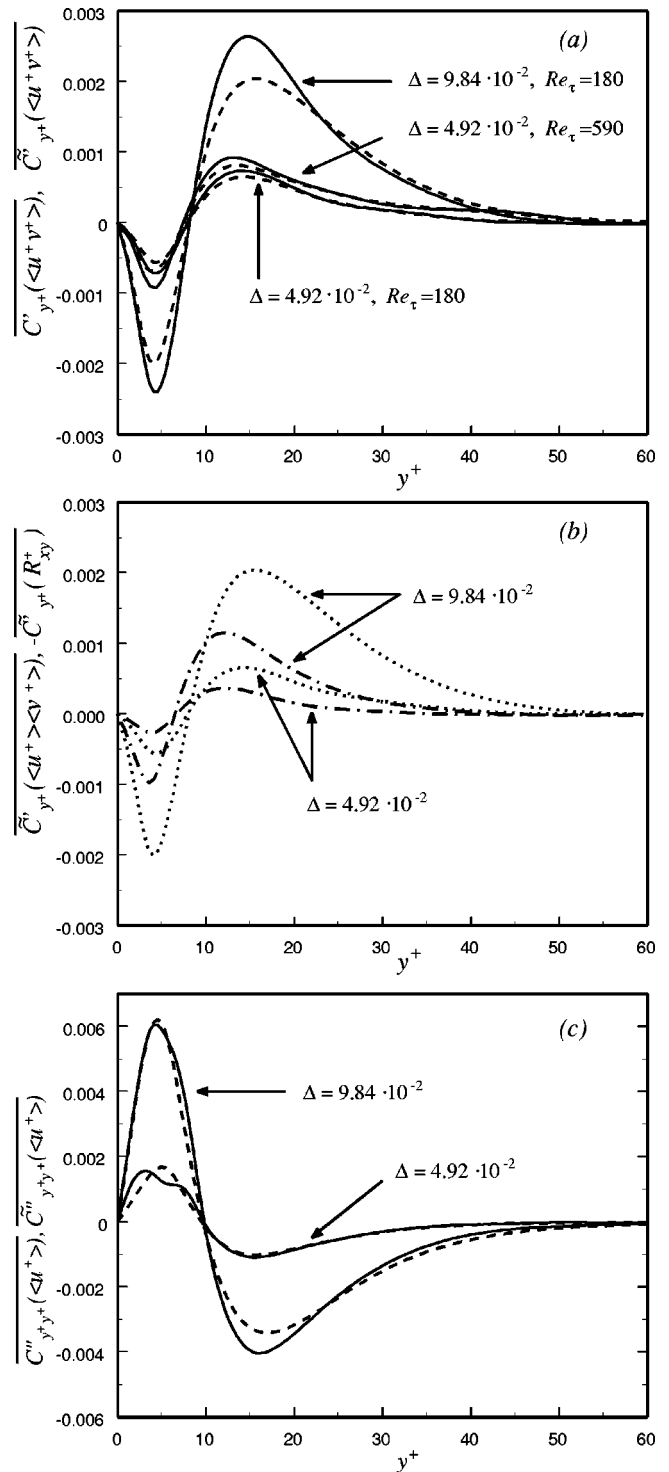 (a)
0.003
0.002
0.001
0
-0.001
-0.002
-0.003
C'y+(<u+v+>), C̃'y+(<u+v+>)
Δ = 9.84 ·10-2, Reτ=180
Δ = 4.92 ·10-2, Reτ=590
Δ = 4.92 ·10-2, Reτ=180
0 10 20 30 40 50 60
y+
(b)
0.003
0.002
0.001
0.000
-0.001
-0.002
-0.003
C̃'y+(<u+><v+>), -C̃'y+(R+xy)
Δ = 9.84 ·10-2
Δ = 4.92 ·10-2
0 10 20 30 40 50 60
y+
(c)
0.006
0.004
0.002
0
-0.002
-0.004
-0.006
C''y+y+(<u+>), C̃''y+y+(<u+>)
Δ = 9.84 ·10-2
Δ = 4.92 ·10-2
0 10 20 30 40 50 60
y+